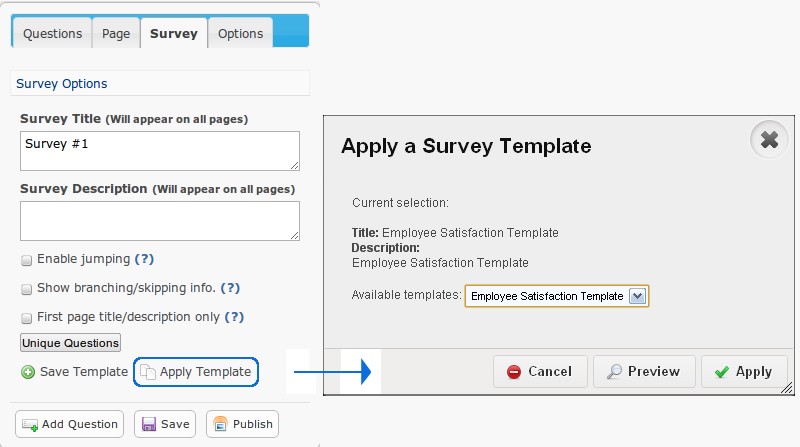 Questions Page Survey Options
Survey Options
Survey Title (Will appear on all pages)
Survey #1
Survey Description (Will appear on all pages)
Enable jumping (?)
Show branching/skipping info. (?)
First page title/description only (?)
Unique Questions
Save Template Apply Template
Add Question Save Publish
Apply a Survey Template
Current selection:
Title: Employee Satisfaction Template
Description:
Employee Satisfaction Template
Available templates: Employee Satisfaction Template
Cancel Preview Apply